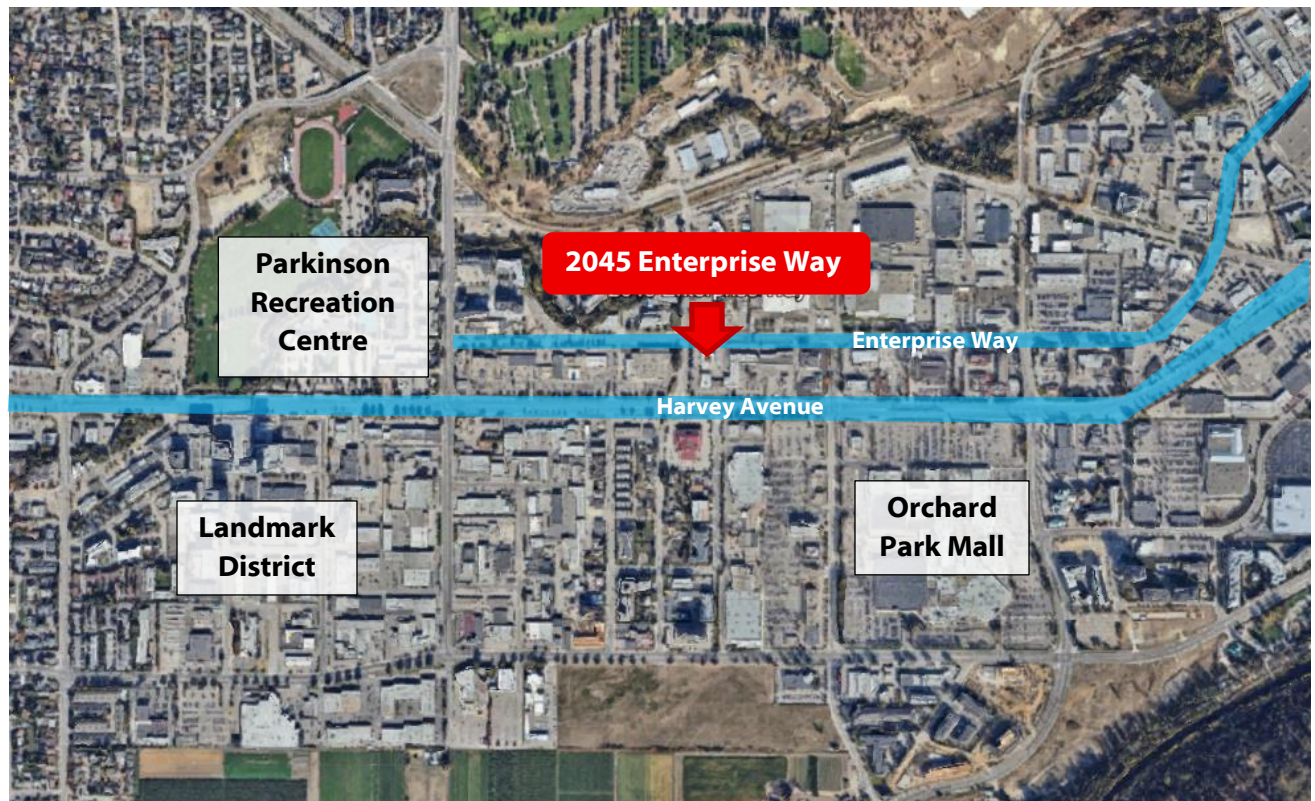 Parkinson
Recreation
Centre
2045 Enterprise Way
Enterprise Way
Harvey Avenue
Landmark
District
Orchard
Park Mall